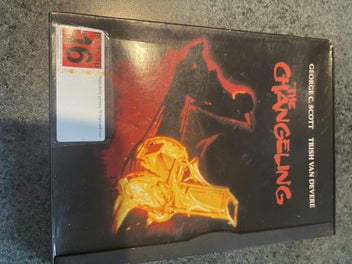 GEORGE C. SCOTT TRISH VAN DEVERE
THE
CHANGELING
16